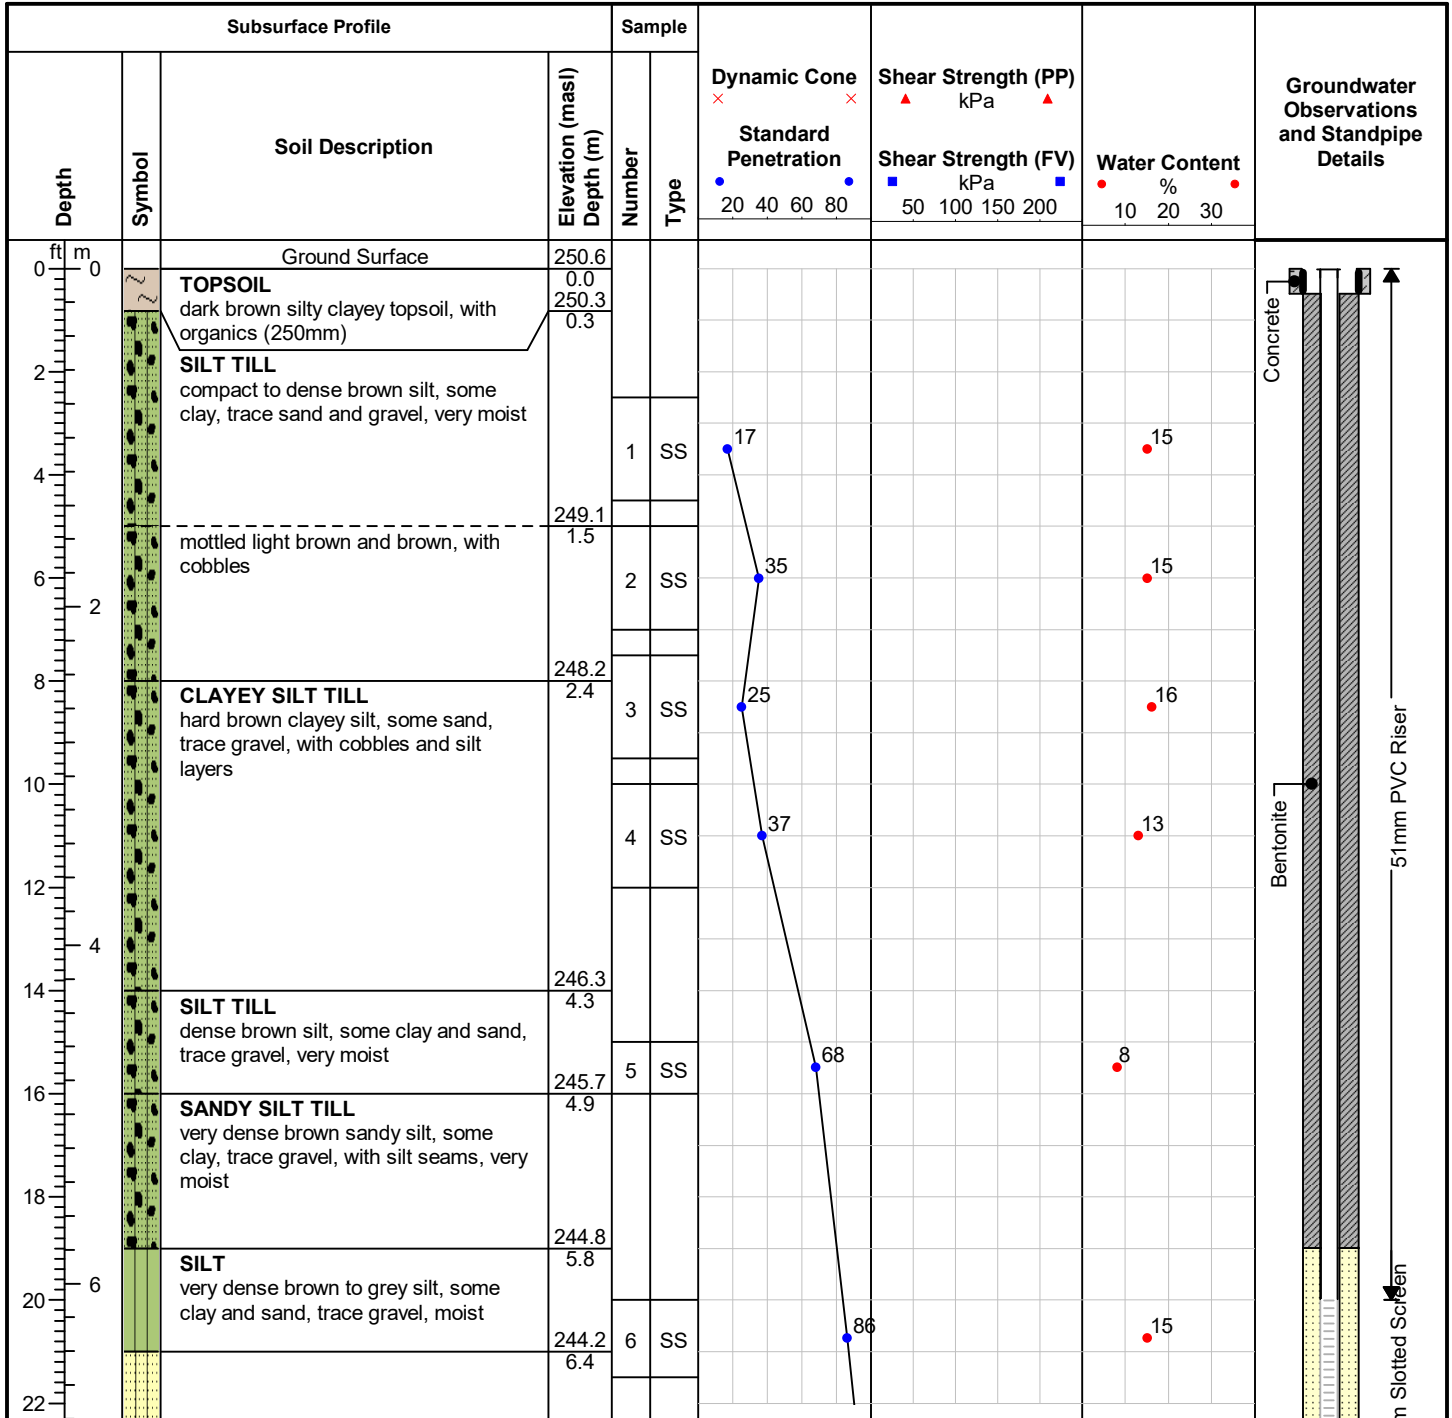 Subsurface Profile
Sample
Depth
Symbol
Soil Description
Elevation (masl)
Depth (m)
Number
Type
Dynamic Cone
Standard
Penetration
20 40 60 80
Shear Strength (PP)
kPa
Shear Strength (FV)
kPa
50 100 150 200
Water Content
%
10 20 30
Groundwater
Observations
and Standpipe
Details
ft m
Ground Surface
250.6
0 0
TOPSOIL
0.0
dark brown silty clayey topsoil, with
250.3
organics (250mm)
0.3
Concrete
SILT TILL
2
compact to dense brown silt, some
clay, trace sand and gravel, very moist
1 SS
17
15
4
249.1
1.5
mottled light brown and brown, with
cobbles
6
2 SS
35
15
2
248.2
8
2.4
CLAYEY SILT TILL
hard brown clayey silt, some sand,
3 SS
25
16
trace gravel, with cobbles and silt
layers
51mm PVC Riser
10
Bentonite
4 SS
37
13
12
4
246.3
14
4.3
SILT TILL
dense brown silt, some clay and sand,
trace gravel, very moist
5 SS
68
8
245.7
16
4.9
SANDY SILT TILL
very dense brown sandy silt, some
clay, trace gravel, with silt seams, very
moist
18
244.8
5.8
SILT
very dense brown to grey silt, some
6
clay and sand, trace gravel, moist
20
244.2
6 SS
86
15
6.4
m Slotted Screen
22